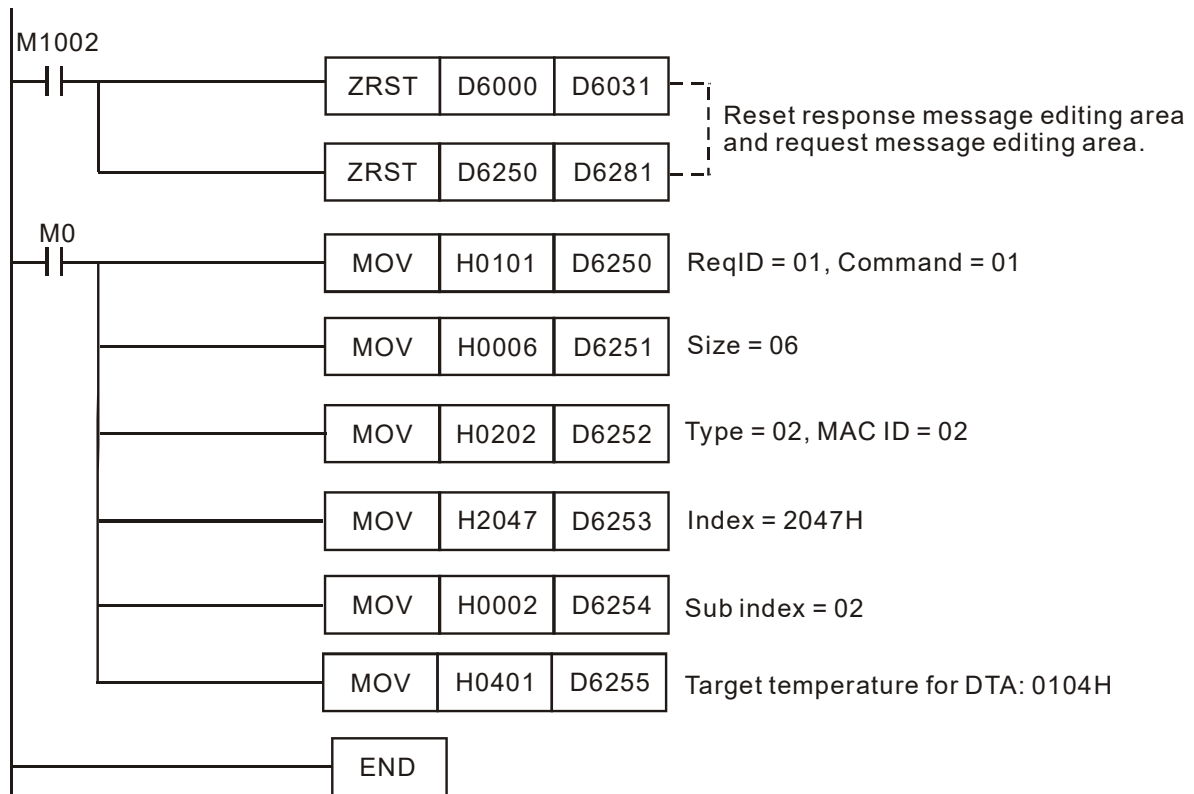 M1002
ZRST D6000 D6031
Reset response message editing area
and request message editing area.
ZRST D6250 D6281
M0
MOV H0101 D6250 ReqID = 01, Command = 01
MOV H0006 D6251 Size = 06
MOV H0202 D6252 Type = 02, MAC ID = 02
MOV H2047 D6253 Index = 2047H
MOV H0002 D6254 Sub index = 02
MOV H0401 D6255 Target temperature for DTA: 0104H
END